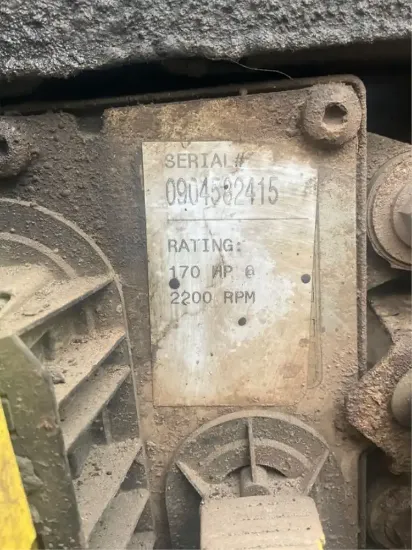 SERIAL#
0904582415
RATING:
170 HP @
2200 RPM